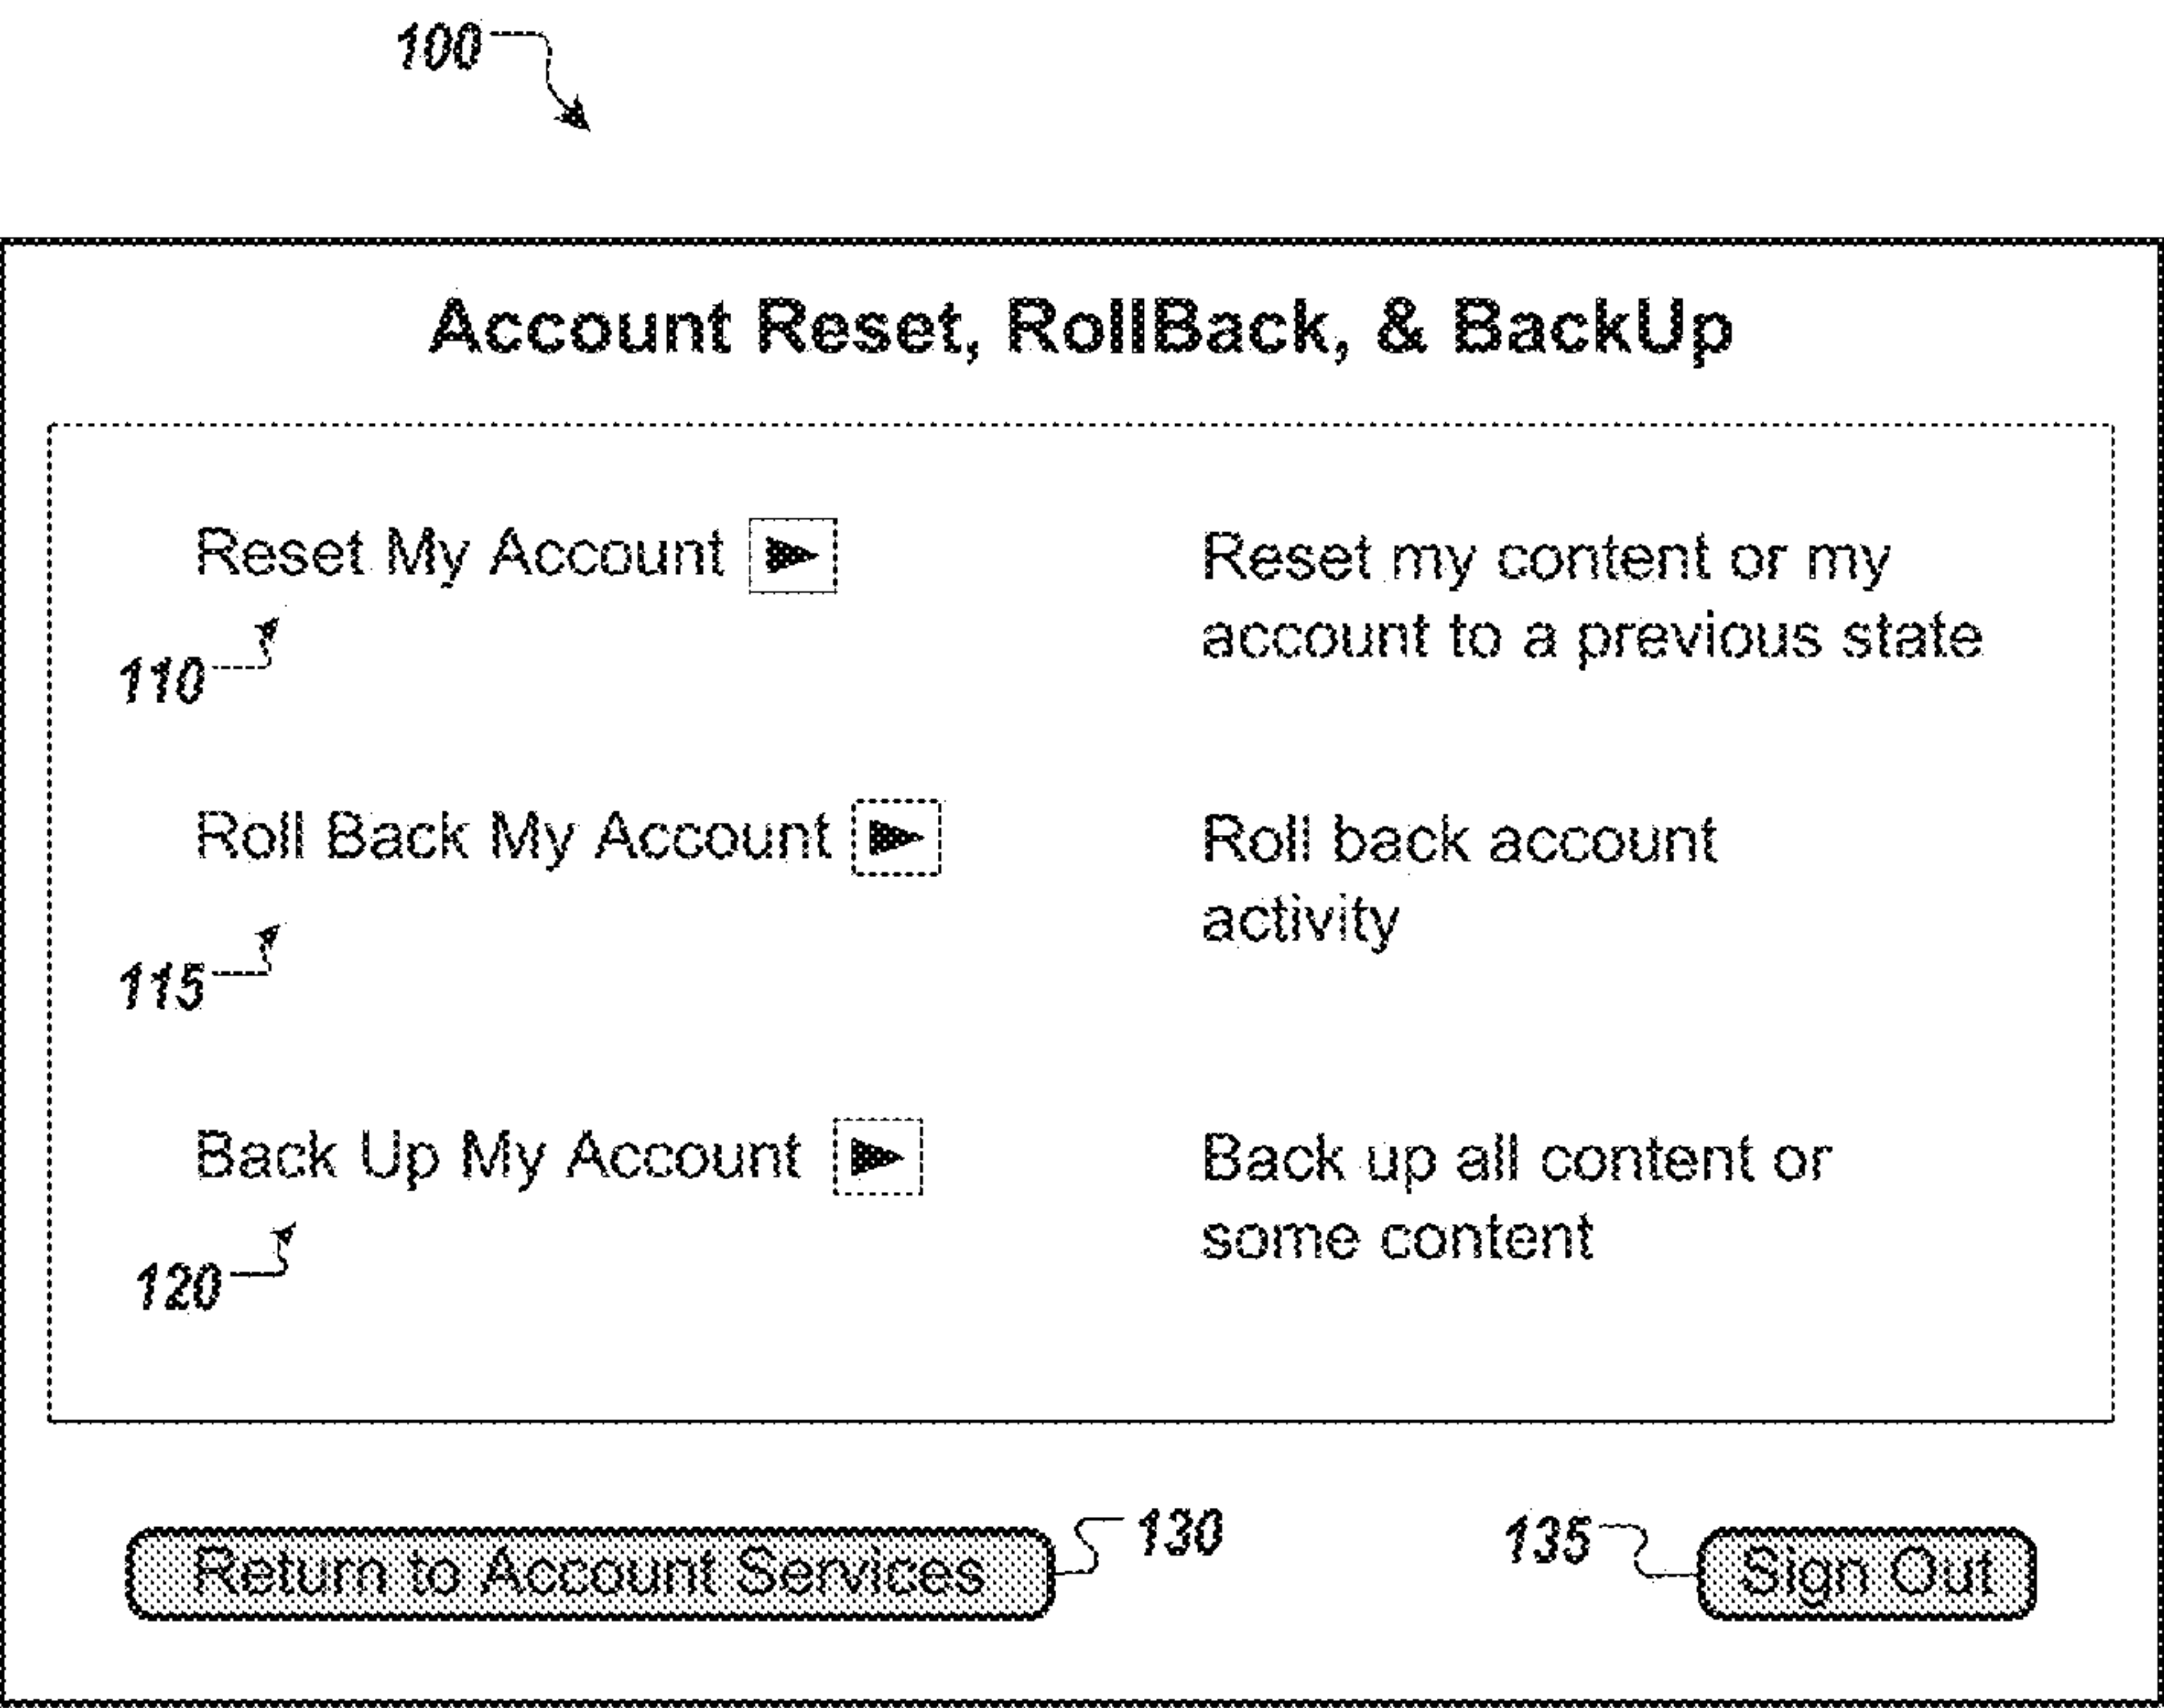 100
Account Reset, RollBack, & BackUp
Reset My Account
Reset my content or my
account to a previous state
110
Roll Back My Account
Roll back account
activity
115
Back Up My Account
Back up all content or
some content
120
Return to Account Services
130
135
Sign Out